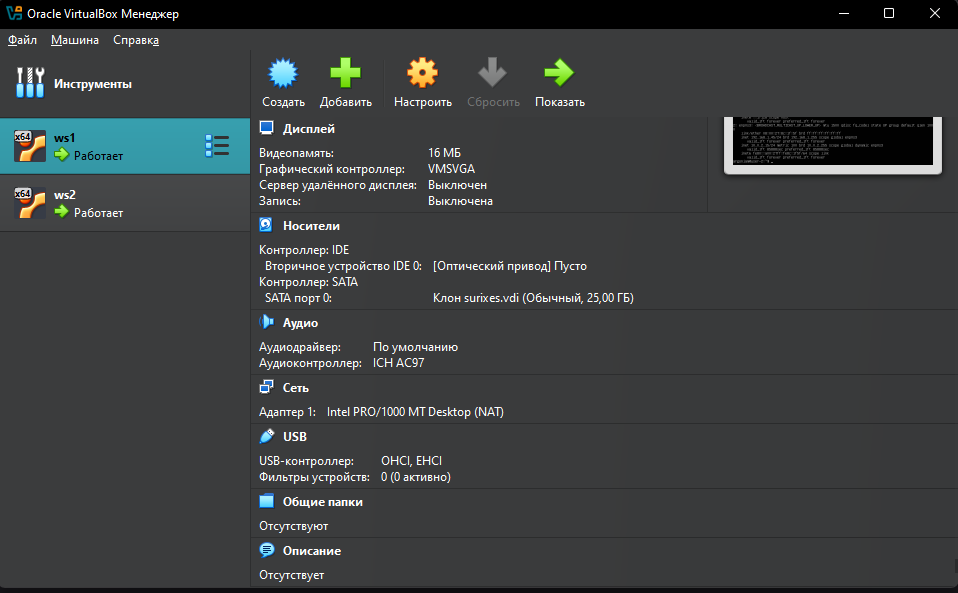 Oracle VirtualBox Менеджер
Файл Машина Справка
Инструменты
Создать Добавить Настроить Сбросить Показать
x64 ws1
Работает
x64 ws2
Работает
Дисплей
Видеопамять: 16 МБ
Графический контроллер: VMSVGA
Сервер удалённого дисплея: Выключен
Запись: Выключена
Носители
Контроллер: IDE
Вторичное устройство IDE 0: [Оптический привод] Пусто
Контроллер: SATA
SATA порт 0: Клон surixes.vdi (Обычный, 25,00 ГБ)
Аудио
Аудиодрайвер: По умолчанию
Аудиоконтроллер: ICH AC97
Сеть
Адаптер 1: Intel PRO/1000 MT Desktop (NAT)
USB
USB-контроллер: OHCI, EHCI
Фильтры устройств: 0 (0 активно)
Общие папки
Отсутствуют
Описание
Отсутствует